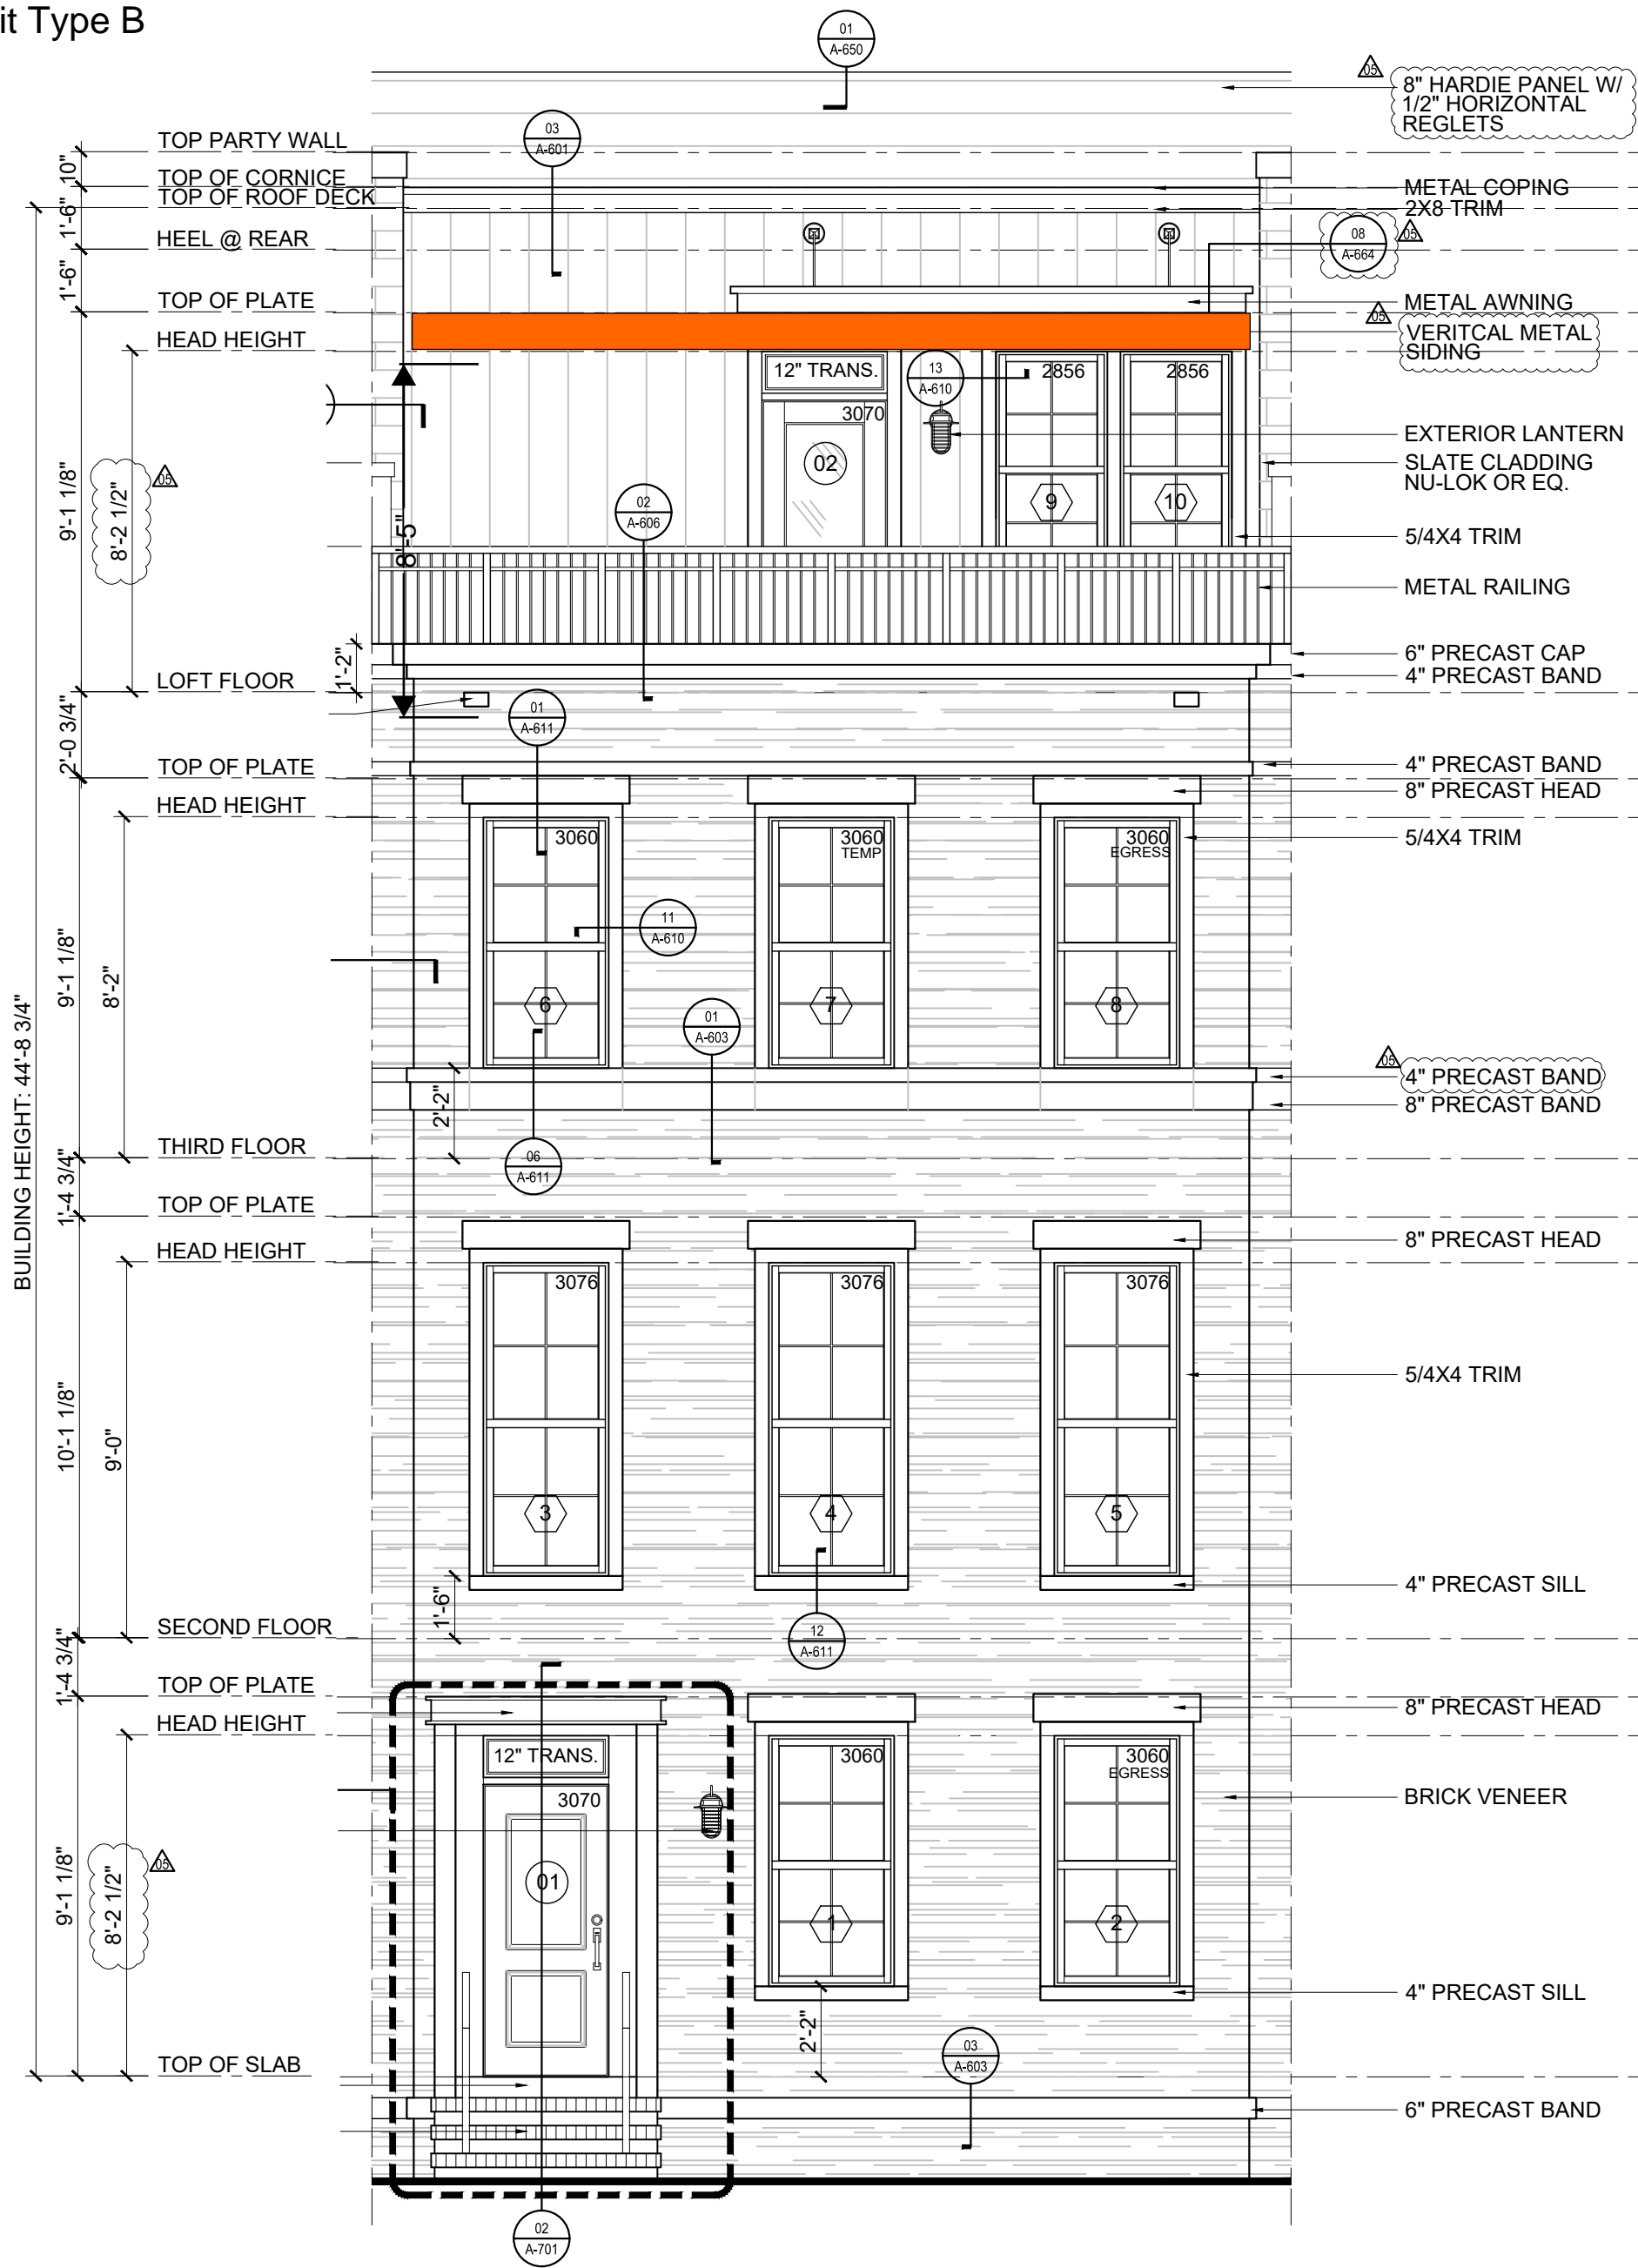 it Type B
01
A-650
05
8" HARDIE PANEL W/
1/2" HORIZONTAL
REGLETS
03
A-601
TOP PARTY WALL
10"
TOP OF CORNICE
METAL COPING
TOP OF ROOF DECK
2X8 TRIM
1'-6"
HEEL @ REAR
08
A-664
05
1'-6"
TOP OF PLATE
METAL AWNING
05
HEAD HEIGHT
VERITCAL METAL
SIDING
12" TRANS.
13
A-610
2856
2856
3070
EXTERIOR LANTERN
02
SLATE CLADDING
NU-LOK OR EQ.
9'-1 1/8"
8'-2 1/2"
05
02
A-606
9
10
8'-5"
5/4X4 TRIM
METAL RAILING
6" PRECAST CAP
1'-2"
4" PRECAST BAND
LOFT FLOOR
01
A-611
2'-0 3/4"
TOP OF PLATE
4" PRECAST BAND
8" PRECAST HEAD
HEAD HEIGHT
3060
3060
TEMP
3060
EGRESS
5/4X4 TRIM
11
A-610
9'-1 1/8"
8'-2"
6
7
8
01
A-603
BUILDING HEIGHT: 44'-8 3/4"
05
4" PRECAST BAND
8" PRECAST BAND
2'-2"
THIRD FLOOR
06
A-611
1'-4 3/4"
TOP OF PLATE
8" PRECAST HEAD
HEAD HEIGHT
3076
3076
3076
5/4X4 TRIM
10'-1 1/8"
9'-0"
3
4
5
4" PRECAST SILL
1'-6"
SECOND FLOOR
12
A-611
1'-4 3/4"
TOP OF PLATE
8" PRECAST HEAD
HEAD HEIGHT
12" TRANS.
3060
3060
EGRESS
3070
BRICK VENEER
01
9'-1 1/8"
8'-2 1/2"
05
1
2
4" PRECAST SILL
2'-2"
03
A-603
TOP OF SLAB
6" PRECAST BAND
02
A-701